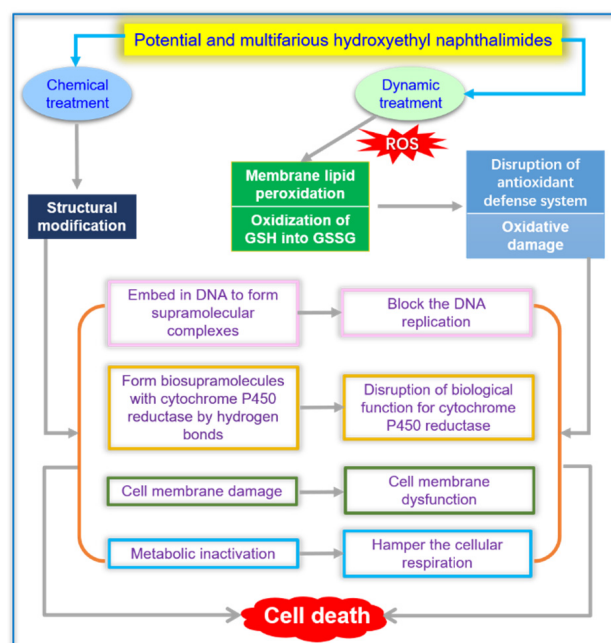 Potential and multifarious hydroxyethyl naphthalimides
Chemical
treatment
Dynamic
treatment
ROS
Membrane lipid
peroxidation
Oxidization of
GSH into GSSG
Disruption of
antioxidant
defense system
Oxidative
damage
Structural
modification
Embed in DNA to form
supramolecular
complexes
Block the DNA
replication
Form biosupramolecules
with cytochrome P450
reductase by hydrogen
bonds
Disruption of biological
function for cytochrome
P450 reductase
Cell membrane damage
Cell membrane
dysfunction
Metabolic inactivation
Hamper the cellular
respiration
Cell death